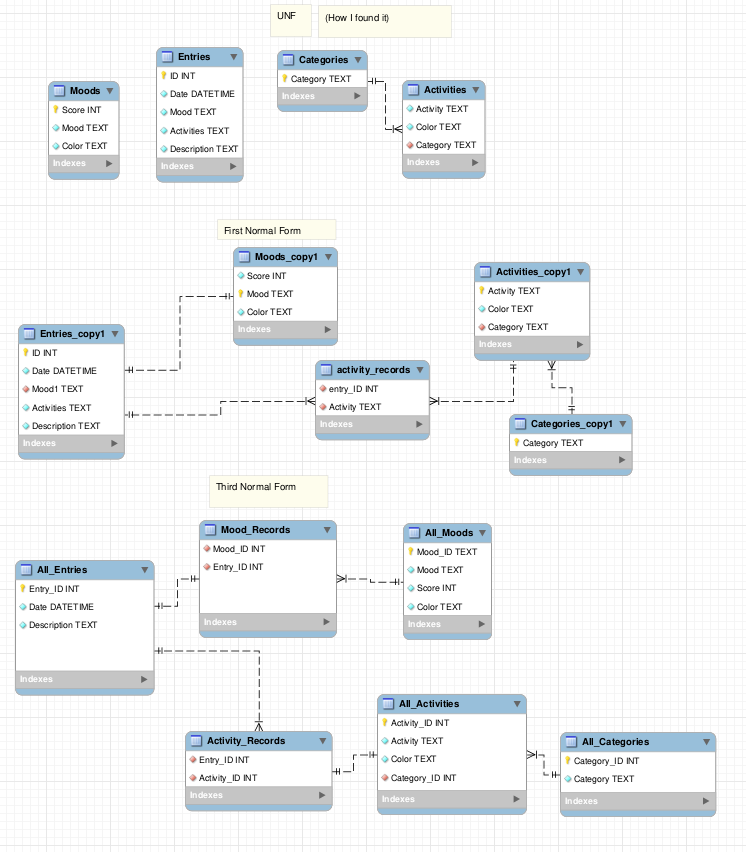 UNF
(How I found it)
Entries
ID INT
Date DATETIME
Mood TEXT
Activities TEXT
Description TEXT
Indexes
Categories
Category TEXT
Indexes
Moods
Score INT
Mood TEXT
Color TEXT
Indexes
Activities
Activity TEXT
Color TEXT
Category TEXT
Indexes
First Normal Form
Moods_copy1
Score INT
Mood TEXT
Color TEXT
Indexes
Activities_copy1
Activity TEXT
Color TEXT
Category TEXT
Indexes
Entries_copy1
ID INT
Date DATETIME
Mood1 TEXT
Activities TEXT
Description TEXT
Indexes
activity_records
entry_ID INT
Activity TEXT
Indexes
Categories_copy1
Category TEXT
Indexes
Third Normal Form
Mood_Records
Mood_ID INT
Entry_ID INT
Indexes
All_Moods
Mood_ID TEXT
Mood TEXT
Score INT
Color TEXT
Indexes
All_Entries
Entry_ID INT
Date DATETIME
Description TEXT
Indexes
All_Activities
Activity_ID INT
Activity TEXT
Color TEXT
Category_ID INT
Indexes
Activity_Records
Entry_ID INT
Activity_ID INT
Indexes
All_Categories
Category_ID INT
Category TEXT
Indexes